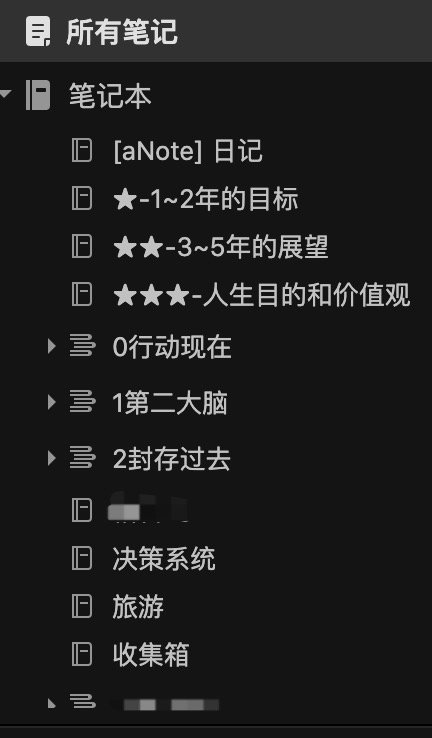 所有笔记
笔记本
[aNote] 日记
★-1~2年的目标
★★-3~5年的展望
★★★-人生目的和价值观
0行动现在
1第二大脑
2封存过去
决策系统
旅游
收集箱